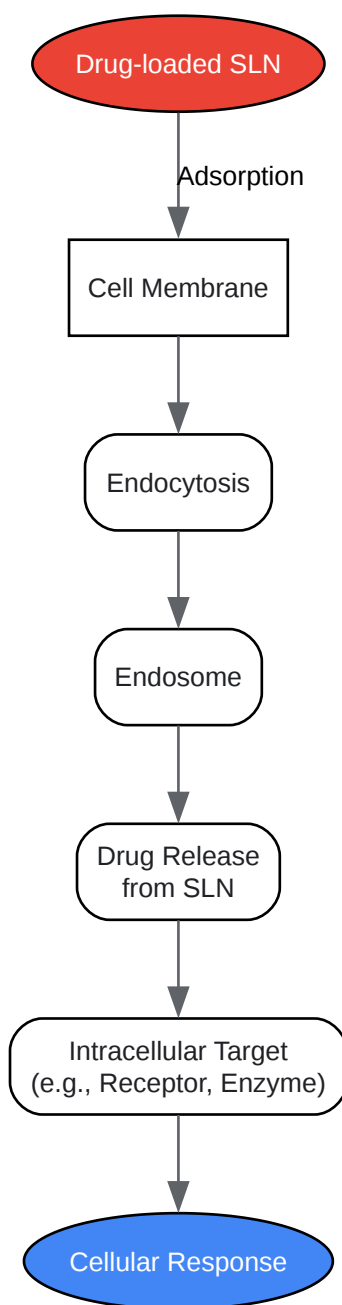 Drug-loaded SLN
Adsorption
Cell Membrane
Endocytosis
Endosome
Drug Release
from SLN
Intracellular Target
(e.g., Receptor, Enzyme)
Cellular Response